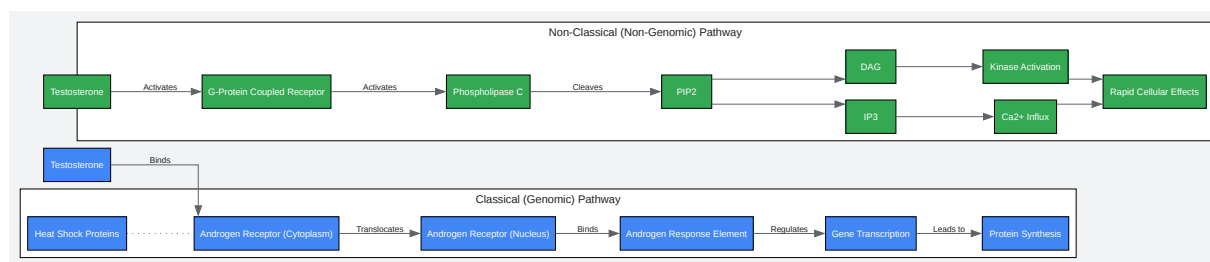 Non-Classical (Non-Genomic) Pathway
DAG
Kinase Activation
Testosterone
Activates
G-Protein Coupled Receptor
Activates
Phospholipase C
Cleaves
PIP2
Rapid Cellular Effects
IP3
Ca2+ Influx
Testosterone
Binds
Classical (Genomic) Pathway
Heat Shock Proteins
Androgen Receptor (Cytoplasm)
Translocates
Androgen Receptor (Nucleus)
Binds
Androgen Response Element
Regulates
Gene Transcription
Leads to
Protein Synthesis